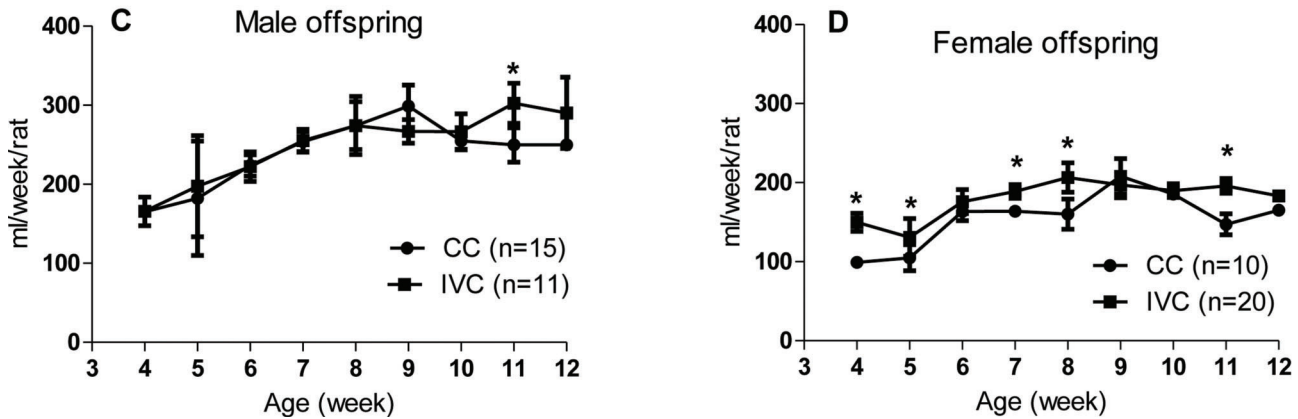 C Male offspring
400
300
200
100
0
ml/week/rat
*
CC (n=15)
IVC (n=11)
3 4 5 6 7 8 9 10 11 12
Age (week)
D Female offspring
400
300
200
100
0
ml/week/rat
* * * * *
CC (n=10)
IVC (n=20)
3 4 5 6 7 8 9 10 11 12
Age (week)